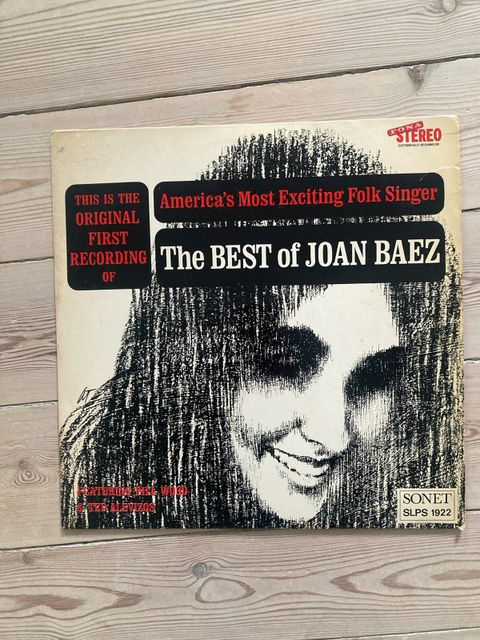 ZONA
STEREO
THIS IS THE
ORIGINAL
FIRST
RECORDING
OF
America's Most Exciting Folk Singer
The BEST of JOAN BAEZ
FEATURING BILL WOOD
& TED ALEVIZOS
SONET
SLPS 1922